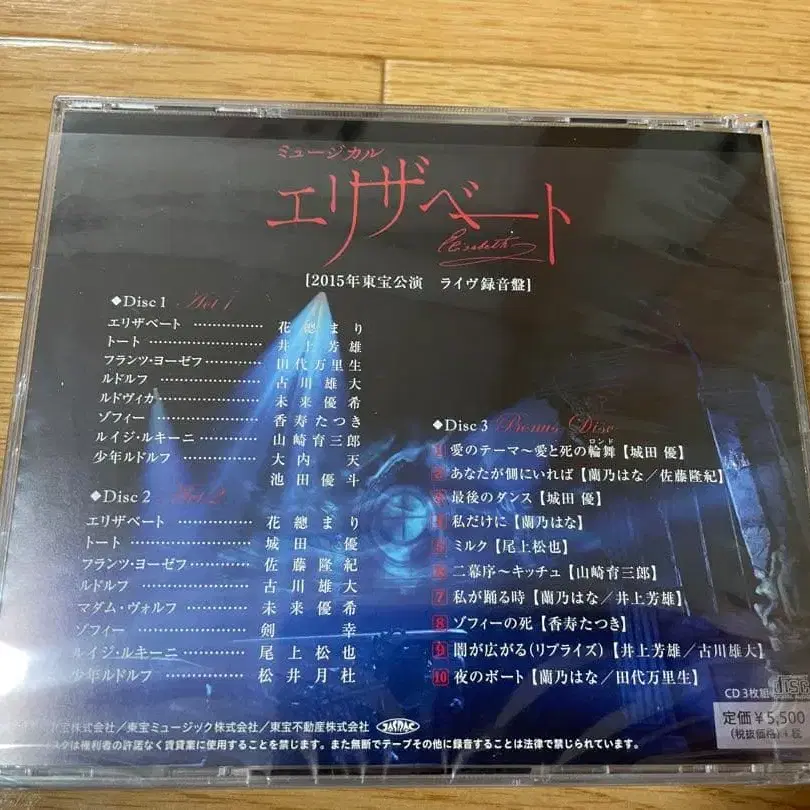 ミュージカル
エリザベート
Elisabeth
[2015年東宝公演 ライヴ録音盤]
◆Disc 1 Act 1
エリザベート …………… 花總まり
トート ………………… 井上芳雄
フランツ・ヨーゼフ………… 田代万里生
ルドルフ ……………… 古川雄大
ルドヴィカ …………… 未来優希
ゾフィー……………… 香寿たつき
ルイジ・ルキーニ ………… 山崎育三郎
少年ルドルフ …………… 大内 天
池田優斗
◆Disc 2 Act 2
エリザベート …………… 花總まり
トート ………………… 城田 優
フランツ・ヨーゼフ ………… 佐藤隆紀
ルドルフ ……………… 古川雄大
マダム・ヴォルフ ………… 未来優希
ゾフィー ……………… 剣 幸
ルイジ・ルキーニ ………… 尾上松也
少年ルドルフ …………… 松井月杜
◆Disc 3 Bonus Disc
1 愛のテーマ〜愛と死の輪舞【城田 優】
ロンド
2 あなたが側にいれば【蘭乃はな／佐藤隆紀】
3 最後のダンス【城田 優】
4 私だけに【蘭乃はな】
5 ミルク【尾上松也】
6 二幕序〜キッチュ【山崎育三郎】
7 私が踊る時【蘭乃はな／井上芳雄】
8 ゾフィーの死【香寿たつき】
9 闇が広がる（リプライズ）【井上芳雄／古川雄大】
10 夜のボート【蘭乃はな／田代万里生】
CD 3枚組
disc
定価￥5,500
(税抜価格)
宝株式会社／東宝ミュージック株式会社／東宝不動産株式会社
JASRAC
スクは権利者の許諾なく賃貸業に使用することを禁じます。また無断でテープその他に録音することは法律で禁じられています。